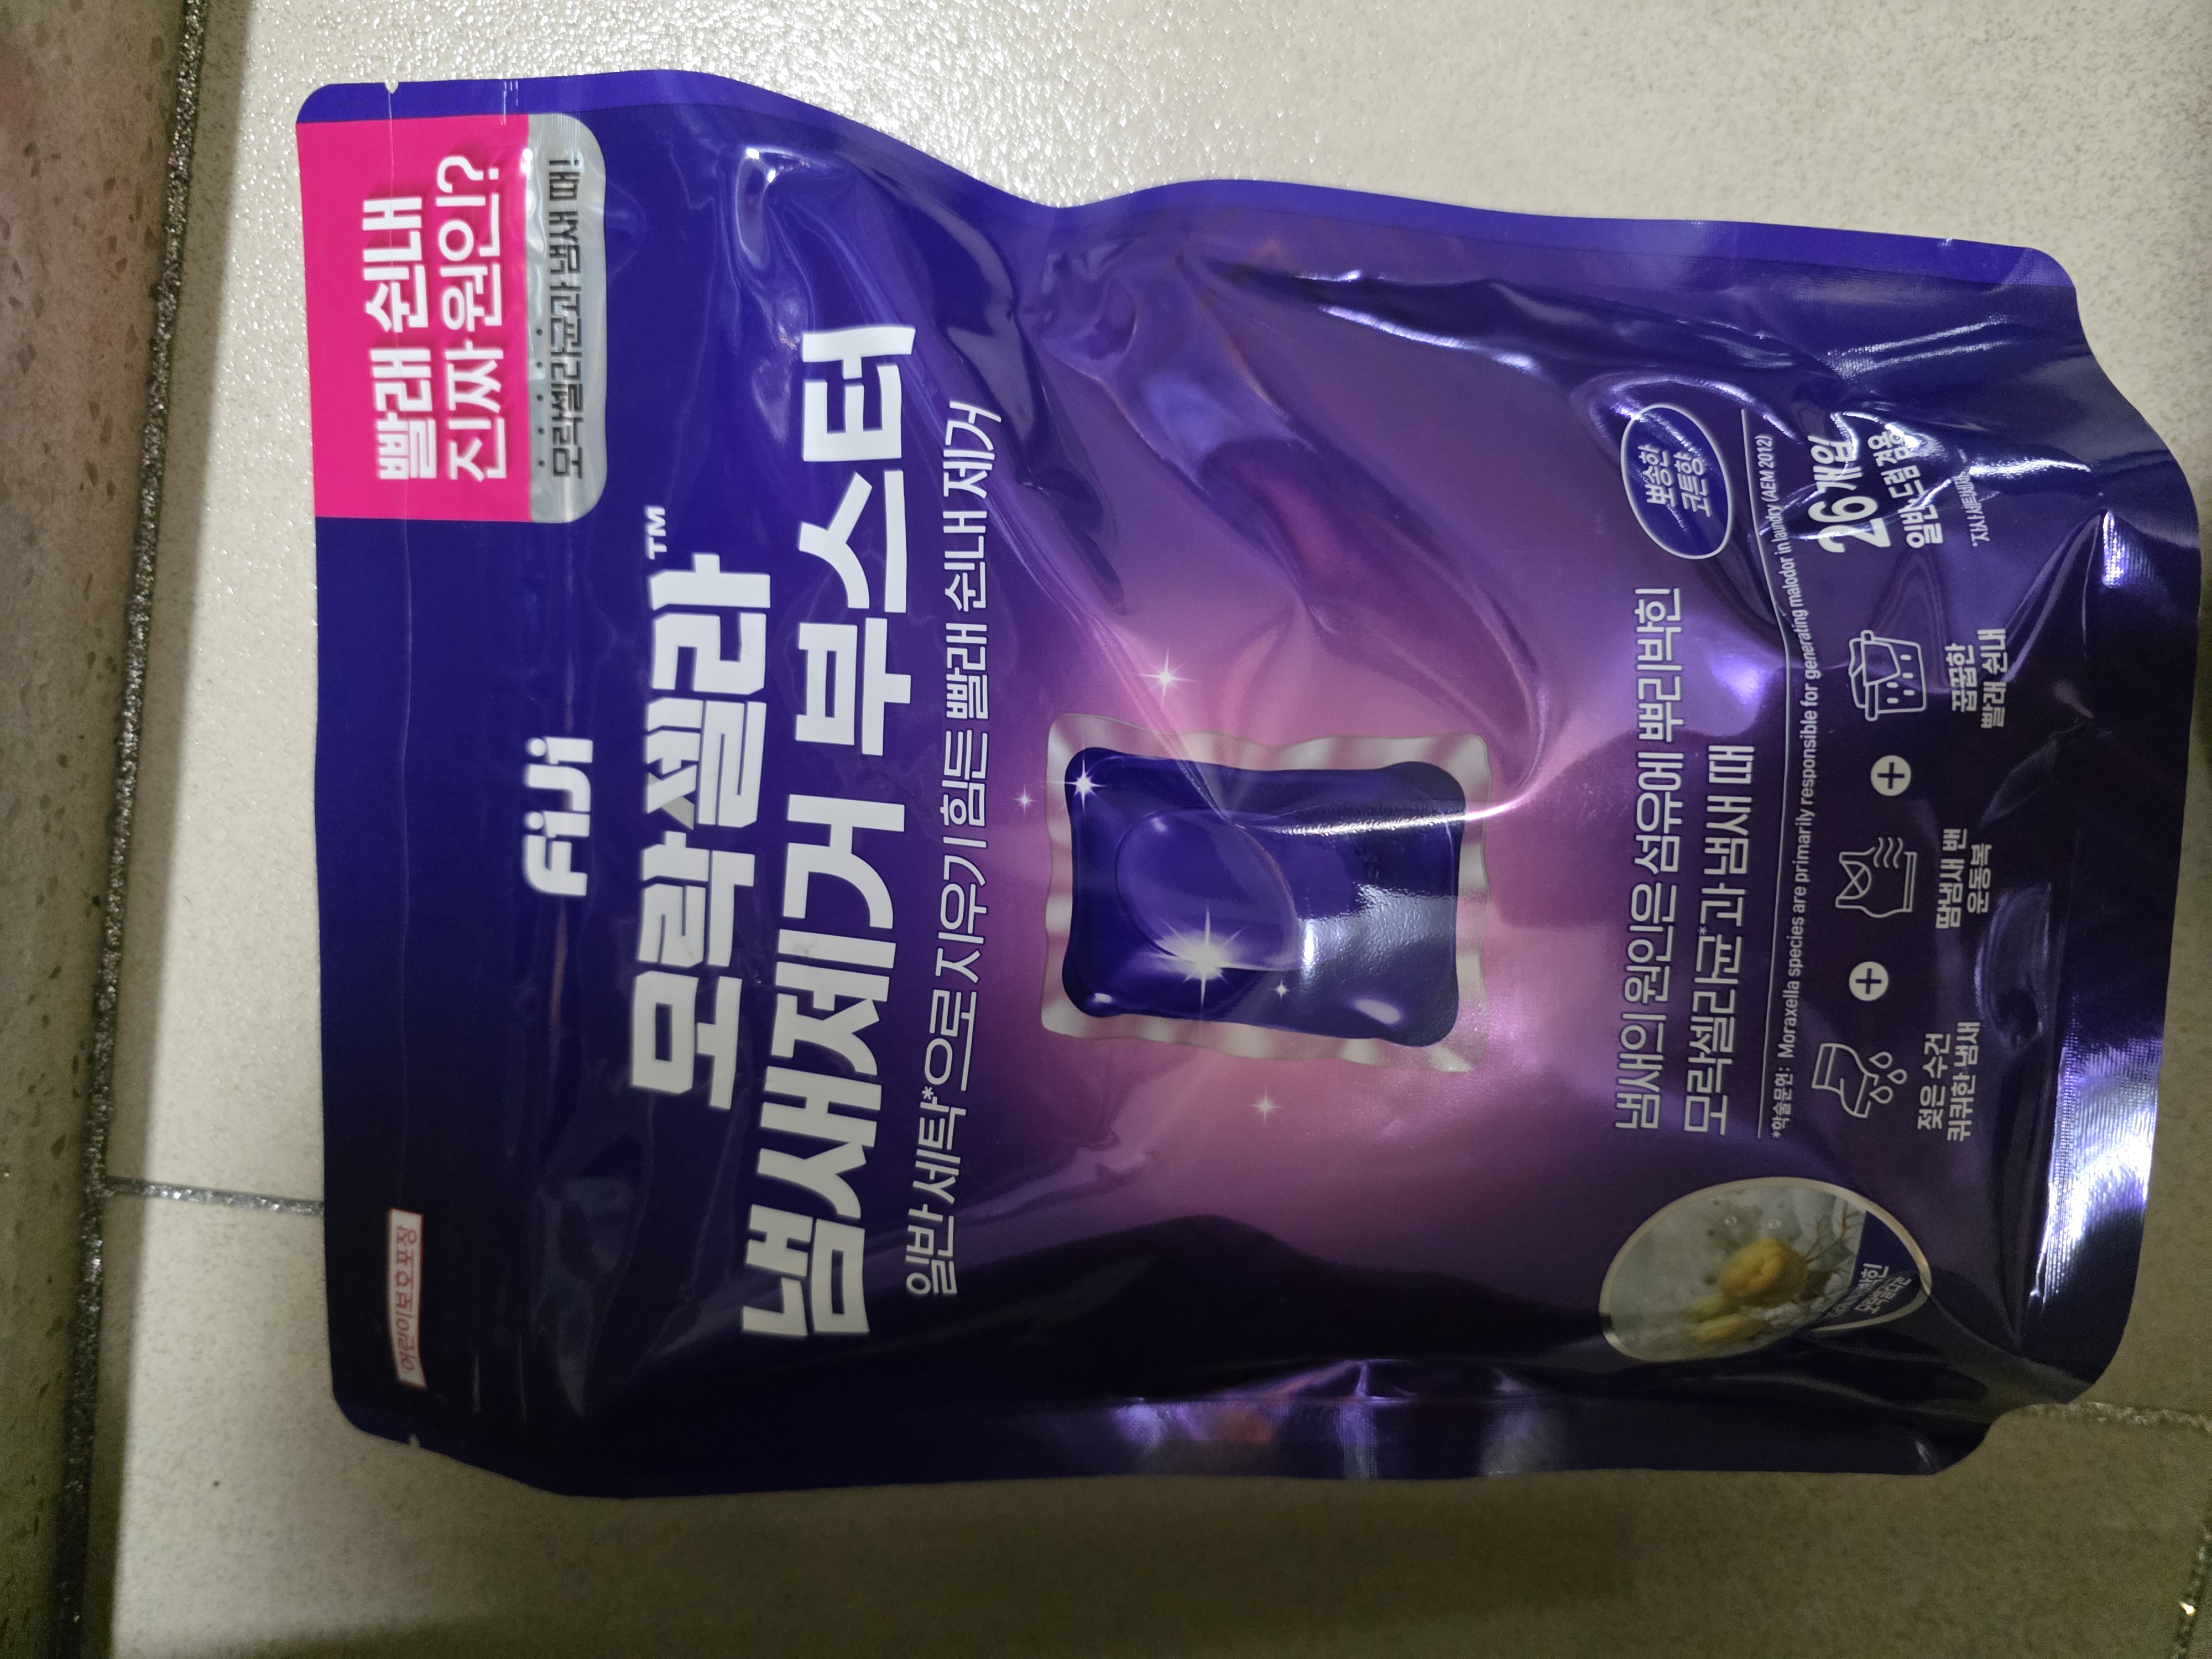 빨래 쉰내
진짜 원인?
모락셀라균과 냄새 때!
어린이보호포장
FiJi
모락셀라™
냄새제거 부스터
일반 세탁*으로 지우기 힘든 빨래 쉰내 제거
냄새의 원인은 섬유에 뿌리박힌
모락셀라균*과 냄새 때
뽀송한
코튼향
*학술문헌: Moraxella species are primarily responsible for generating malodor in laundry (AEM 2012)
젖은 수건
퀴퀴한 냄새
땀냄새 밴
운동복
꿉꿉한
빨래 쉰내
26개입
일반, 드럼 겸용
모락셀라균